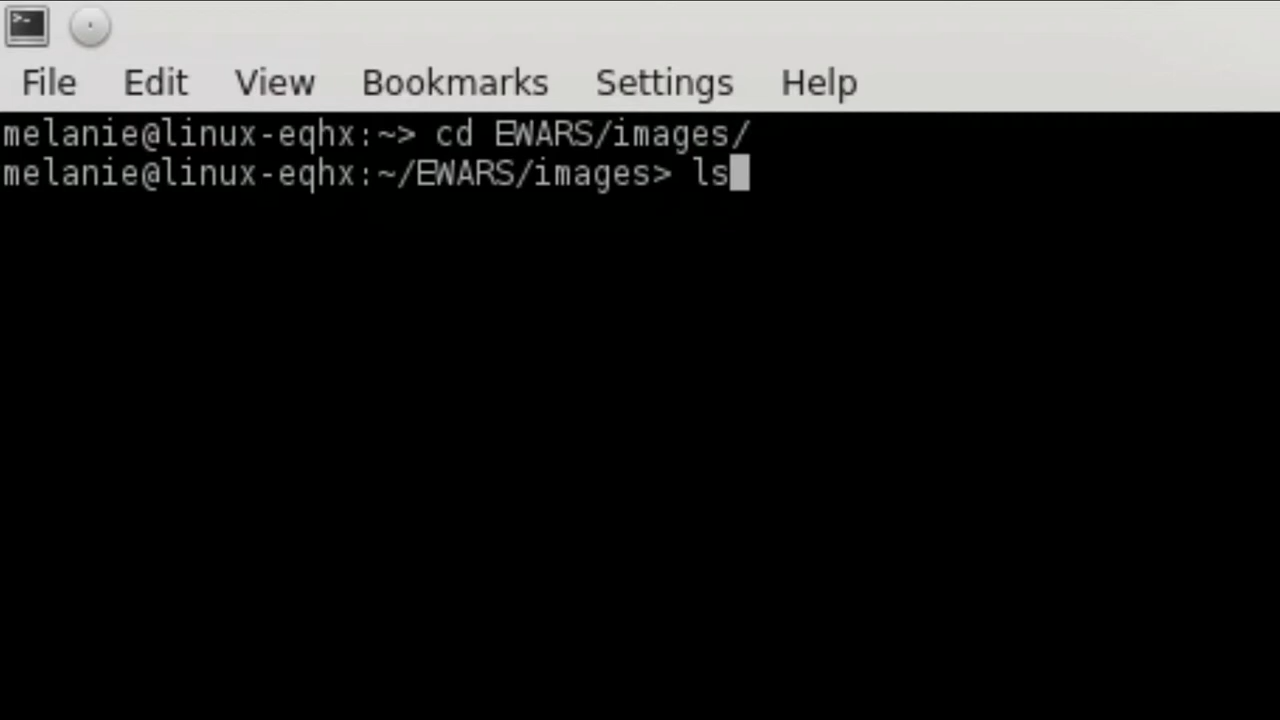 File Edit View Bookmarks Settings Help
melanie@linux-eqhx:~> cd EWARS/images/
melanie@linux-eqhx:~/EWARS/images> ls